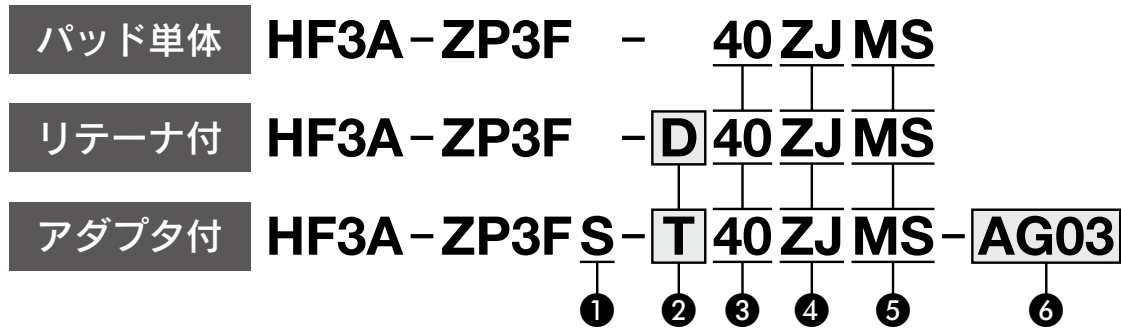 パッド単体 HF3A-ZP3F - 40 ZJ MS
リテーナ付 HF3A-ZP3F -D 40 ZJ MS
アダプタ付 HF3A-ZP3F S-T 40 ZJ MS-AG03
❶ ❷ ❸ ❹ ❺ ❻